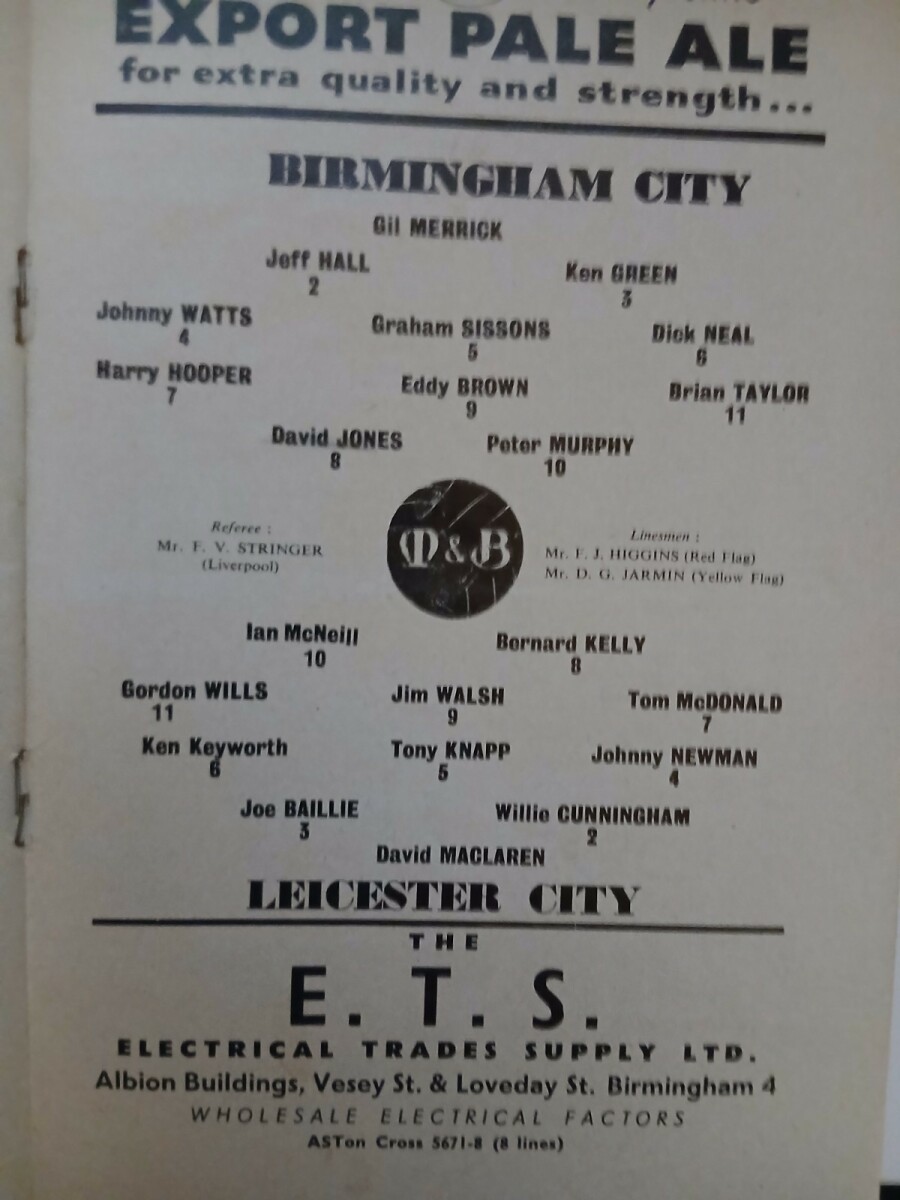 EXPORT PALE ALE
for extra quality and strength...
BIRMINGHAM CITY
Gil MERRICK
Jeff HALL Ken GREEN
2 3
Johnny WATTS Graham SISSONS Dick NEAL
4 5 6
Harry HOOPER Eddy BROWN Brian TAYLOR
7 9 11
David JONES Peter MURPHY
8 10
Referee :
Mr. F. V. STRINGER
(Liverpool)
M & B
Linesmen :
Mr. F. J. HIGGINS (Red Flag)
Mr. D. G. JARMIN (Yellow Flag)
Ian McNeill Bernard KELLY
10 8
Gordon WILLS Jim WALSH Tom McDONALD
11 9 7
Ken Keyworth Tony KNAPP Johnny NEWMAN
6 5 4
Joe BAILLIE Willie CUNNINGHAM
3 2
David MACLAREN
LEICESTER CITY
THE
E. T. S.
ELECTRICAL TRADES SUPPLY LTD.
Albion Buildings, Vesey St. & Loveday St. Birmingham 4
WHOLESALE ELECTRICAL FACTORS
ASTon Cross 5671-8 (8 lines)